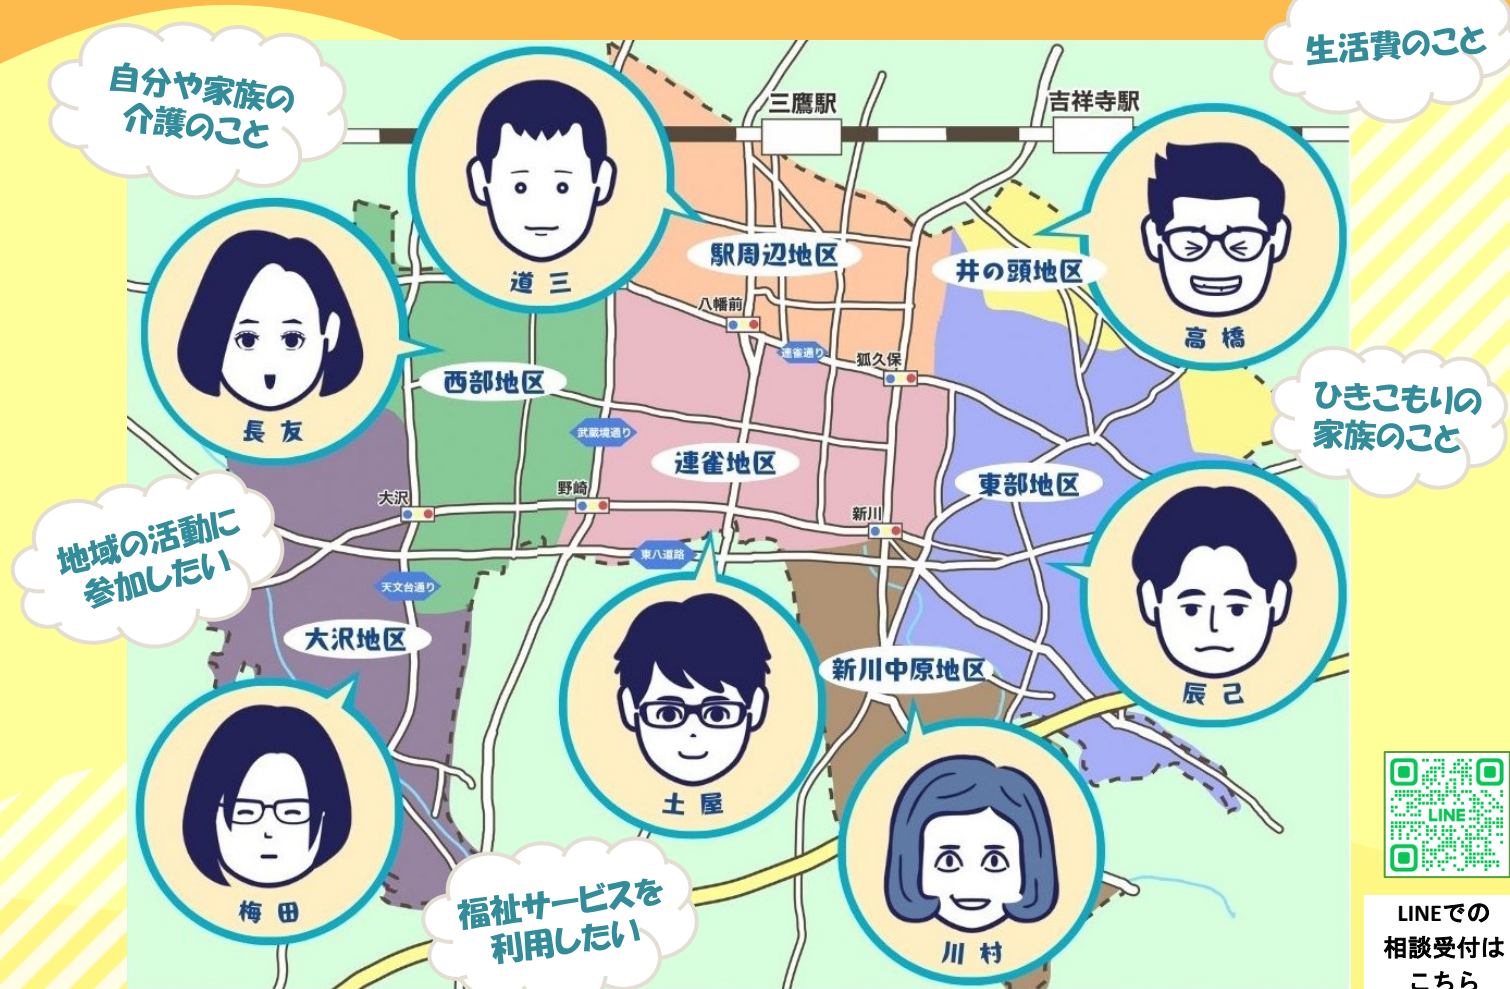 自分や家族の
介護のこと
生活費のこと
三鷹駅
吉祥寺駅
道三
駅周辺地区
井の頭地区
高橋
長友
八幡前
連雀通り
狐久保
西部地区
武蔵境通り
連雀地区
東部地区
ひきこもりの
家族のこと
大沢
野崎
新川
地域の活動に
参加したい
東八道路
天文台通り
大沢地区
新川中原地区
辰己
土屋
梅田
川村
福祉サービスを
利用したい
LINE
LINEでの
相談受付は
こちら